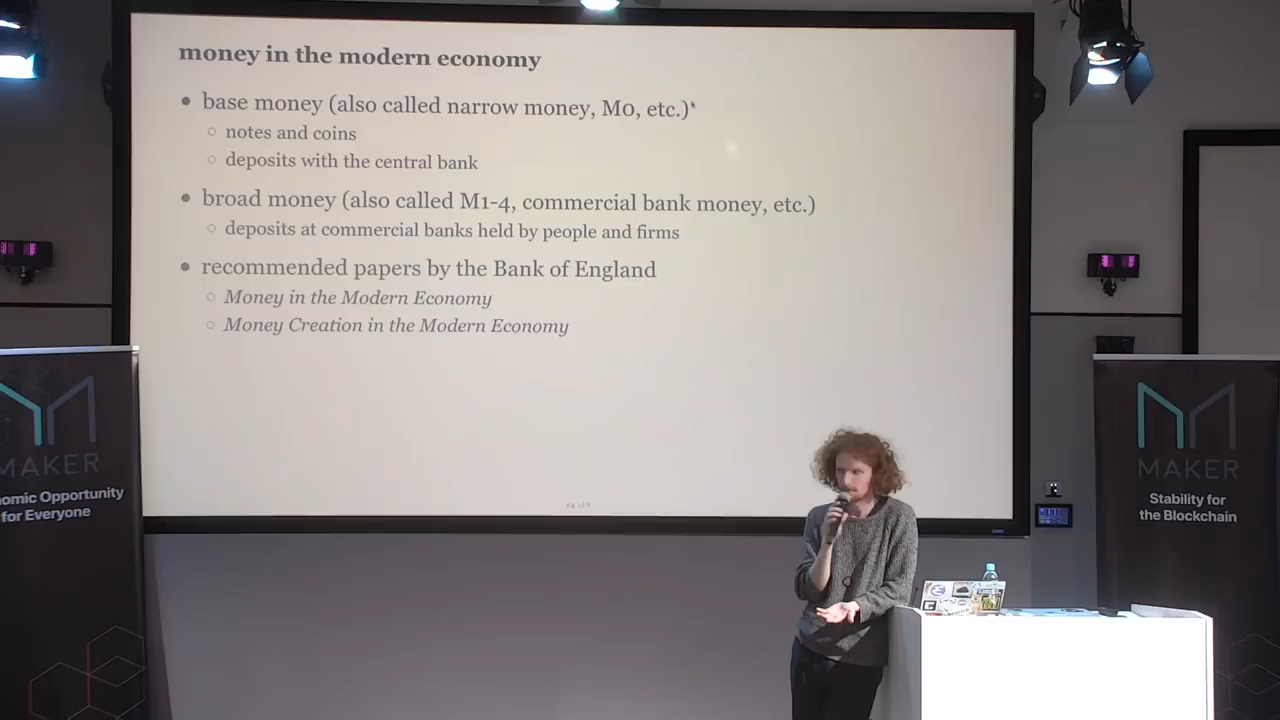 money in the modern economy
• base money (also called narrow money, M0, etc.)*
○ notes and coins
○ deposits with the central bank
• broad money (also called M1-4, commercial bank money, etc.)
○ deposits at commercial banks held by people and firms
• recommended papers by the Bank of England
○ Money in the Modern Economy
○ Money Creation in the Modern Economy
MAKER
omic Opportunity
for Everyone
MAKER
Stability for
the Blockchain